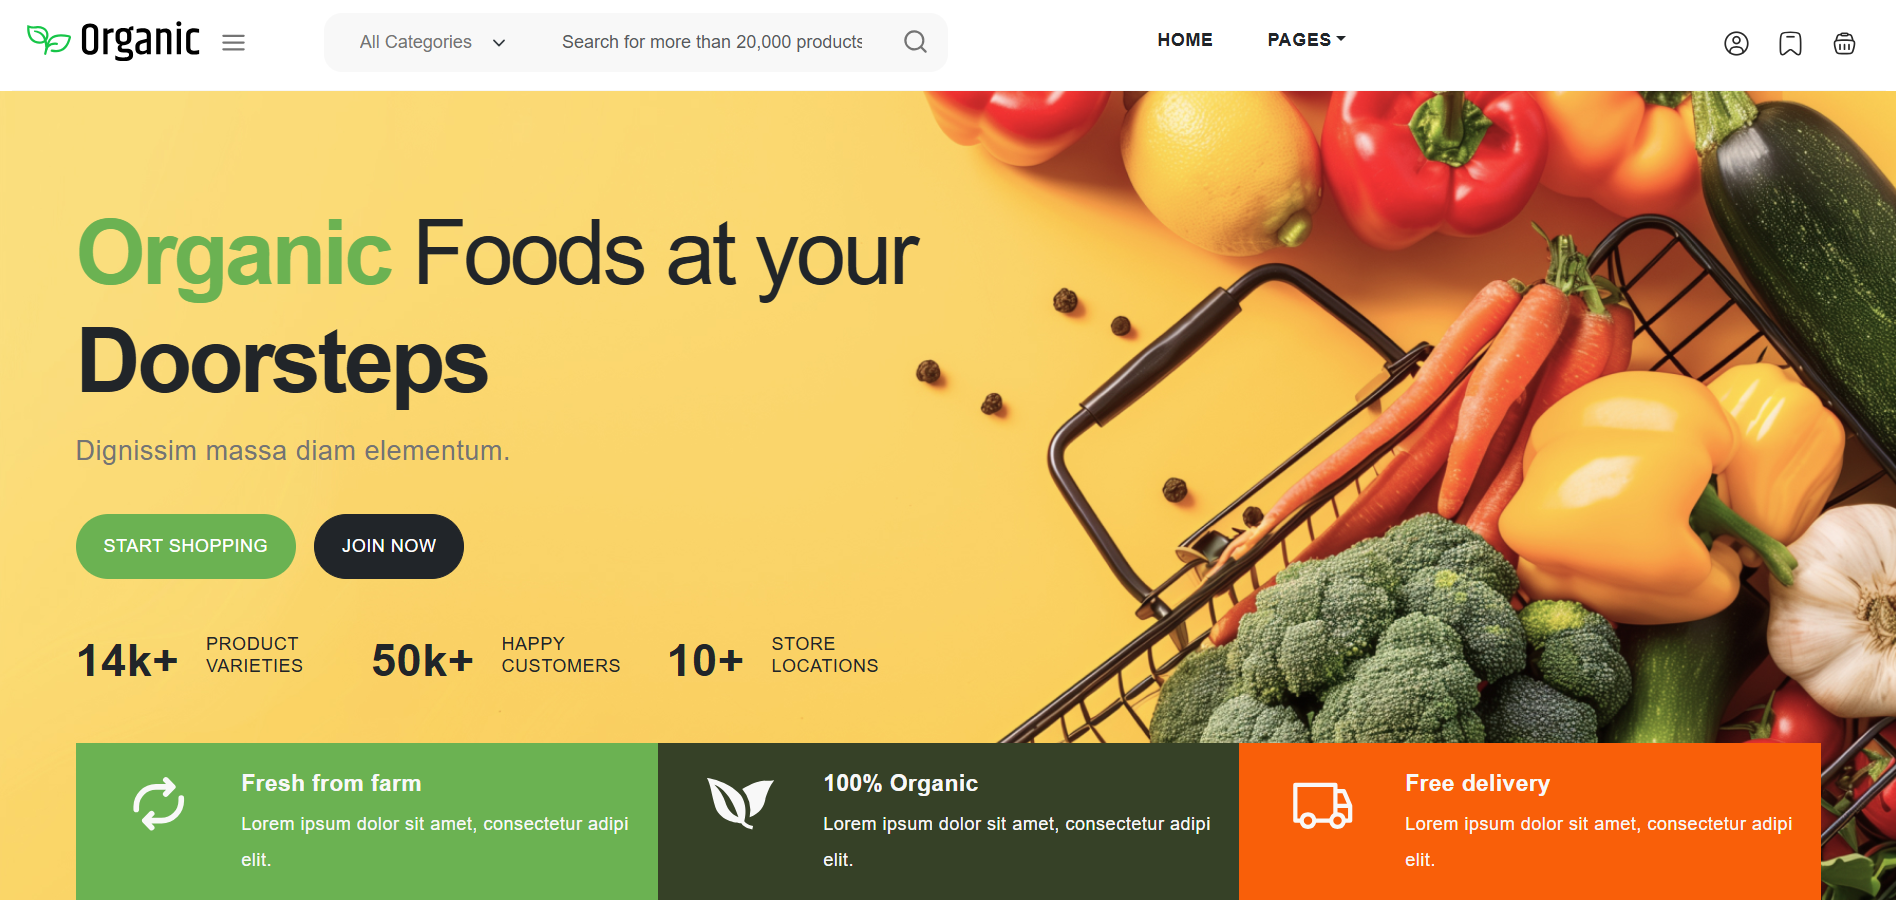 Organic
All Categories
Search for more than 20,000 products
HOME
PAGES
Organic Foods at your
Doorsteps
Dignissim massa diam elementum.
START SHOPPING
JOIN NOW
14k+
PRODUCT
VARIETIES
50k+
HAPPY
CUSTOMERS
10+
STORE
LOCATIONS
Fresh from farm
Lorem ipsum dolor sit amet, consectetur adipi
elit.
100% Organic
Lorem ipsum dolor sit amet, consectetur adipi
elit.
Free delivery
Lorem ipsum dolor sit amet, consectetur adipi
elit.